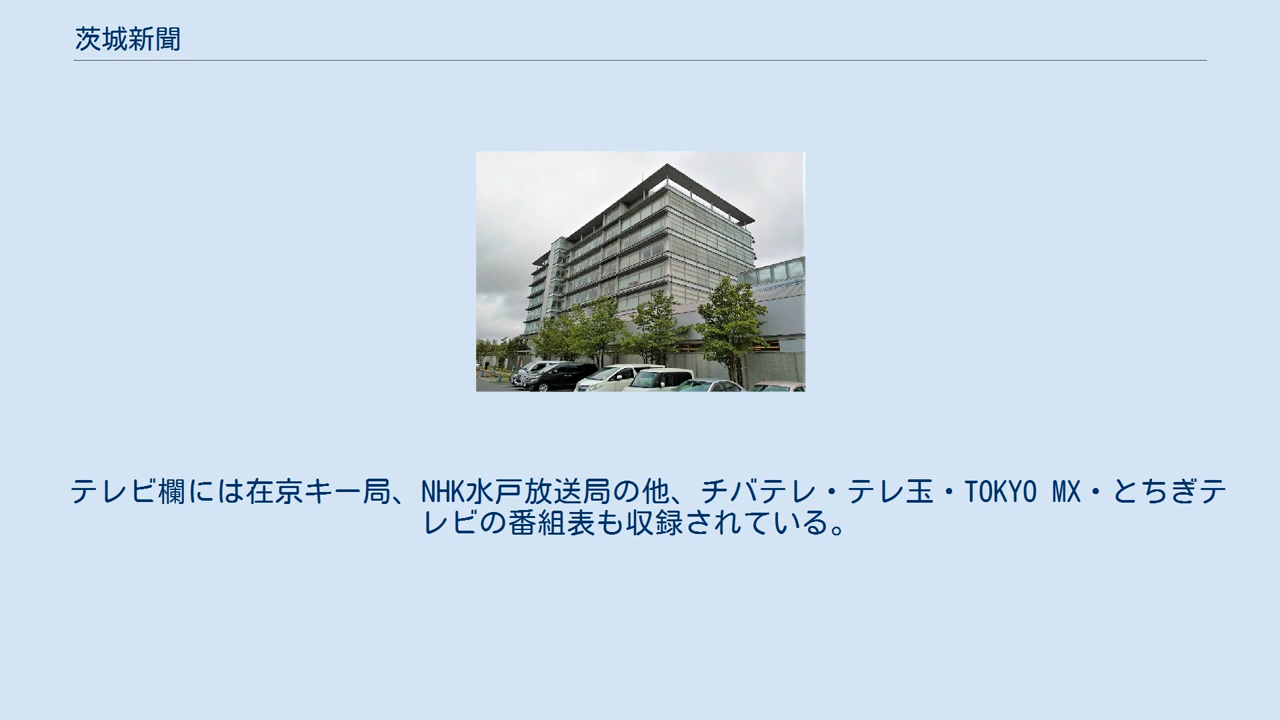 茨城新聞
テレビ欄には在京キー局、NHK水戸放送局の他、チバテレ・テレ玉・TOKYO MX・とちぎテ
レビの番組表も収録されている。